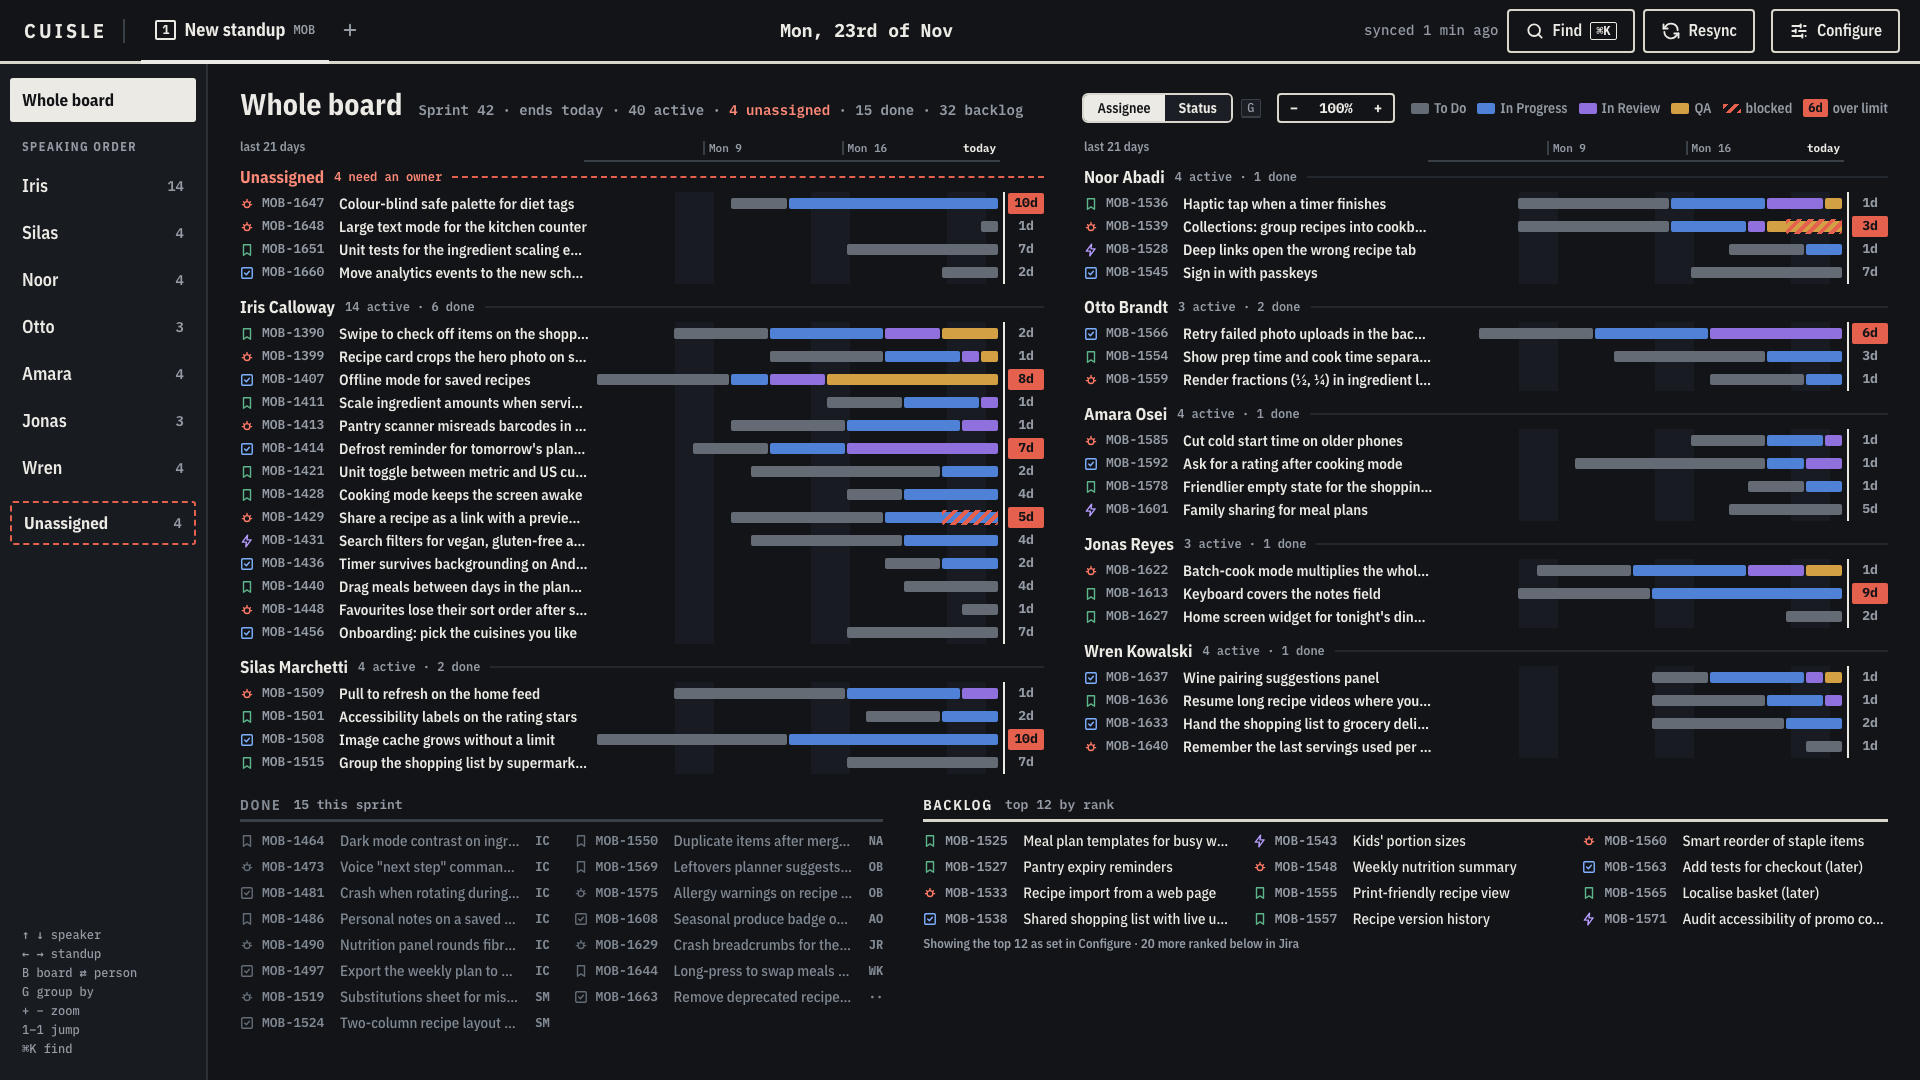 CUISLE
1 New standup MOB +
Mon, 23rd of Nov
synced 1 min ago
Find ⌘K
Resync
Configure
Whole board
SPEAKING ORDER
Iris 14
Silas 4
Noor 4
Otto 3
Amara 4
Jonas 3
Wren 4
Unassigned 4
↑ ↓ speaker
← → standup
B board ⇄ person
G group by
+ − zoom
1–1 jump
⌘K find
Whole board Sprint 42 · ends today · 40 active · 4 unassigned · 15 done · 32 backlog
Assignee Status G − 100% +
To Do In Progress In Review QA blocked 6d over limit
last 21 days Mon 9 Mon 16 today
Unassigned 4 need an owner
MOB-1647 Colour-blind safe palette for diet tags 10d
MOB-1648 Large text mode for the kitchen counter 1d
MOB-1651 Unit tests for the ingredient scaling e... 7d
MOB-1660 Move analytics events to the new sch... 2d
Iris Calloway 14 active · 6 done
MOB-1390 Swipe to check off items on the shopp... 2d
MOB-1399 Recipe card crops the hero photo on s... 1d
MOB-1407 Offline mode for saved recipes 8d
MOB-1411 Scale ingredient amounts when servi... 1d
MOB-1413 Pantry scanner misreads barcodes in ... 1d
MOB-1414 Defrost reminder for tomorrow's plan... 7d
MOB-1421 Unit toggle between metric and US cu... 2d
MOB-1428 Cooking mode keeps the screen awake 4d
MOB-1429 Share a recipe as a link with a previe... 5d
MOB-1431 Search filters for vegan, gluten-free a... 4d
MOB-1436 Timer survives backgrounding on And... 2d
MOB-1440 Drag meals between days in the plan... 4d
MOB-1448 Favourites lose their sort order after s... 1d
MOB-1456 Onboarding: pick the cuisines you like 7d
Silas Marchetti 4 active · 2 done
MOB-1509 Pull to refresh on the home feed 1d
MOB-1501 Accessibility labels on the rating stars 2d
MOB-1508 Image cache grows without a limit 10d
MOB-1515 Group the shopping list by supermark... 7d
last 21 days Mon 9 Mon 16 today
Noor Abadi 4 active · 1 done
MOB-1536 Haptic tap when a timer finishes 1d
MOB-1539 Collections: group recipes into cookb... 3d
MOB-1528 Deep links open the wrong recipe tab 1d
MOB-1545 Sign in with passkeys 7d
Otto Brandt 3 active · 2 done
MOB-1566 Retry failed photo uploads in the bac... 6d
MOB-1554 Show prep time and cook time separa... 3d
MOB-1559 Render fractions (½, ¼) in ingredient l... 1d
Amara Osei 4 active · 1 done
MOB-1585 Cut cold start time on older phones 1d
MOB-1592 Ask for a rating after cooking mode 1d
MOB-1578 Friendlier empty state for the shoppin... 1d
MOB-1601 Family sharing for meal plans 5d
Jonas Reyes 3 active · 1 done
MOB-1622 Batch-cook mode multiplies the whol... 1d
MOB-1613 Keyboard covers the notes field 9d
MOB-1627 Home screen widget for tonight's din... 2d
Wren Kowalski 4 active · 1 done
MOB-1637 Wine pairing suggestions panel 1d
MOB-1636 Resume long recipe videos where you... 1d
MOB-1633 Hand the shopping list to grocery deli... 2d
MOB-1640 Remember the last servings used per ... 1d
DONE 15 this sprint
MOB-1464 Dark mode contrast on ingr... IC
MOB-1473 Voice "next step" comman... IC
MOB-1481 Crash when rotating during... IC
MOB-1486 Personal notes on a saved ... IC
MOB-1490 Nutrition panel rounds fibr... IC
MOB-1497 Export the weekly plan to ... IC
MOB-1519 Substitutions sheet for mis... SM
MOB-1524 Two-column recipe layout ... SM
MOB-1550 Duplicate items after merg... NA
MOB-1569 Leftovers planner suggests... OB
MOB-1575 Allergy warnings on recipe ... OB
MOB-1608 Seasonal produce badge o... AO
MOB-1629 Crash breadcrumbs for the... JR
MOB-1644 Long-press to swap meals ... WK
MOB-1663 Remove deprecated recipe... ··
BACKLOG top 12 by rank
MOB-1525 Meal plan templates for busy w...
MOB-1527 Pantry expiry reminders
MOB-1533 Recipe import from a web page
MOB-1538 Shared shopping list with live u...
MOB-1543 Kids' portion sizes
MOB-1548 Weekly nutrition summary
MOB-1555 Print-friendly recipe view
MOB-1557 Recipe version history
MOB-1560 Smart reorder of staple items
MOB-1563 Add tests for checkout (later)
MOB-1565 Localise basket (later)
MOB-1571 Audit accessibility of promo co...
Showing the top 12 as set in Configure · 20 more ranked below in Jira